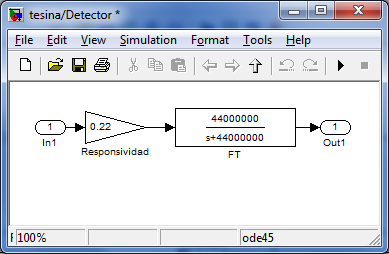 tesina/Detector *
File Edit View Simulation Format Tools Help
1
In1
0.22
Responsividad
44000000
s+44000000
FT
1
Out1
100%
ode45